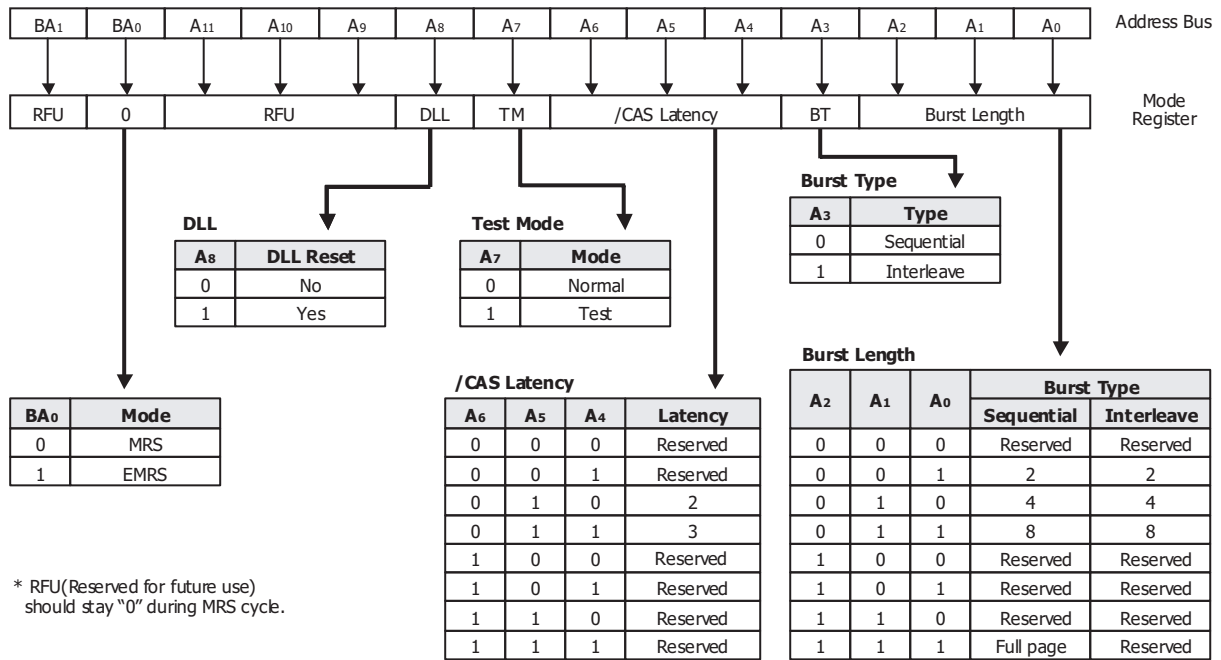 BA1 BA0 A11 A10 A9 A8 A7 A6 A5 A4 A3 A2 A1 A0 Address Bus
RFU 0 RFU DLL TM /CAS Latency BT Burst Length Mode Register
Burst Type
A3 Type
0 Sequential
1 Interleave
DLL
A8 DLL Reset
0 No
1 Yes
Test Mode
A7 Mode
0 Normal
1 Test
BA0 Mode
0 MRS
1 EMRS
/CAS Latency
A6 A5 A4 Latency
0 0 0 Reserved
0 0 1 Reserved
0 1 0 2
0 1 1 3
1 0 0 Reserved
1 0 1 Reserved
1 1 0 Reserved
1 1 1 Reserved
Burst Length
A2 A1 A0 Burst Type
Sequential Interleave
0 0 0 Reserved Reserved
0 0 1 2 2
0 1 0 4 4
0 1 1 8 8
1 0 0 Reserved Reserved
1 0 1 Reserved Reserved
1 1 0 Reserved Reserved
1 1 1 Full page Reserved
* RFU(Reserved for future use)
should stay "0" during MRS cycle.